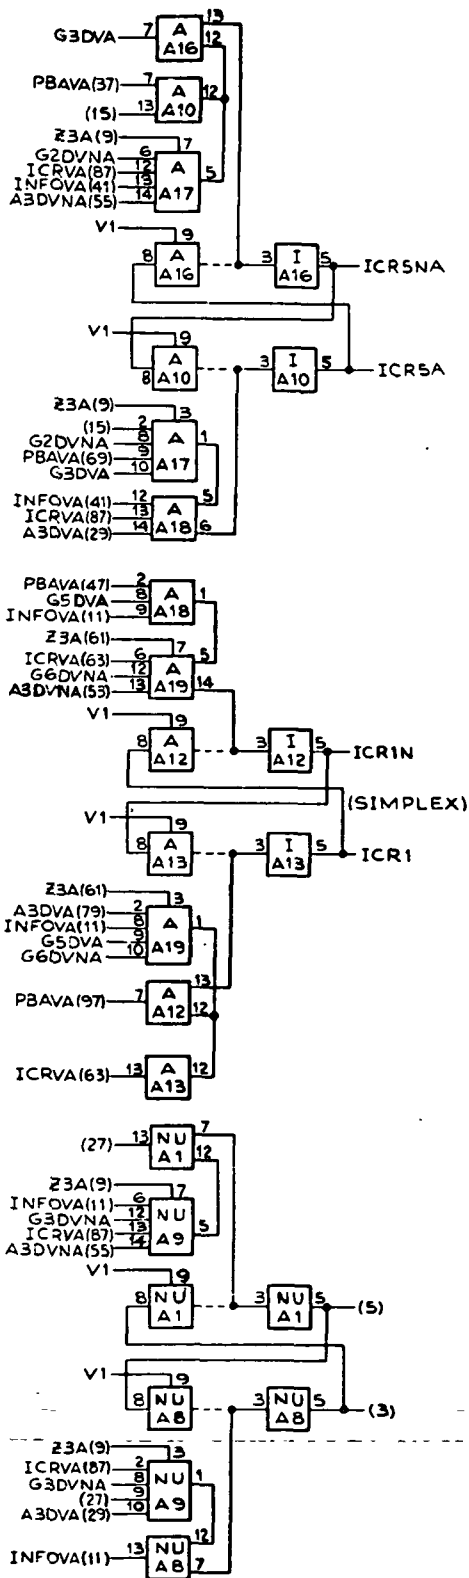 13
G3DVA 7 A A16 12
PBAVA(37) 7 A A10 12
(15) 13
Z3A(9) 7
G2DVNA 6 A A17 5
ICRVA(87) 12
INFOVA(41) 13
A3DVNA(55) 14
V1 9
8 A A16 3 I A16 5 ICR5NA
V1 9
8 A A10 3 I A10 5 ICR5A
Z3A(9) 3
(15) 2 A A17 1
G2DVNA 8
PBAVA(69) 9
G3DVA 10
INFOVA(41) 12 A A18 5
ICRVA(87) 13
A3DVA(29) 14 6
PBAVA(47) 2 A A18 1
G5DVA 8
INFOVA(11) 9
Z3A(61) 7
ICRVA(63) 6 A A19 5
G6DVNA 12
A3DVNA(53) 13 14
V1 9
8 A A12 3 I A12 5 ICR1N
(SIMPLEX)
V1 9
8 A A13 3 I A13 5 ICR1
Z3A(61) 3
A3DVA(79) 2 A A19 1
INFOVA(11) 8
G5DVA 9
G6DVNA 10
13
PBAVA(97) 7 A A12 12
ICRVA(63) 13 A A13 12
(27) 13 NU A1 7
12
Z3A(9) 7
INFOVA(11) 6 NU A9 5
G3DVNA 12
ICRVA(87) 13
A3DVNA(55) 14
V1 9
8 NU A1 3 NU A1 5 (5)
V1 9
8 NU A8 3 NU A8 5 (3)
Z3A(9) 3
ICRVA(87) 2 NU A9 1
G3DVNA 8
(27) 9
A3DVA(29) 10
12
INFOVA(11) 13 NU A8 7